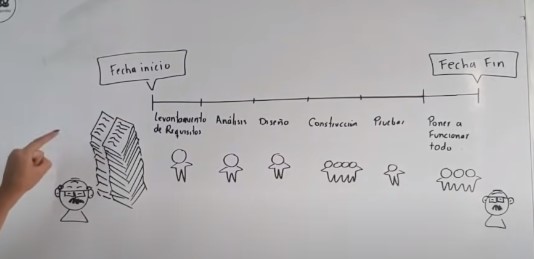 Fecha inicio
Fecha Fin
Levantamiento
de Requisitos
Análisis
Diseño
Construcción
Pruebas
Poner a
Funcionar
todo